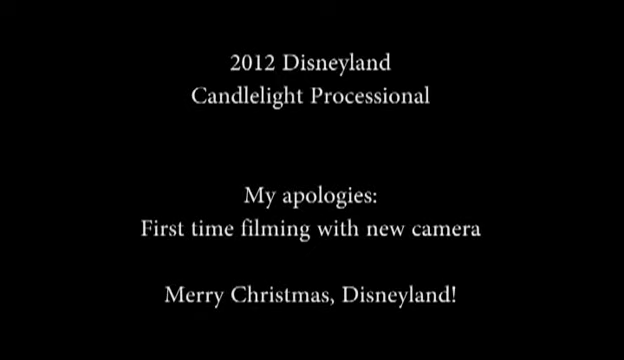 2012 Disneyland
Candlelight Processional
My apologies:
First time filming with new camera
Merry Christmas, Disneyland!